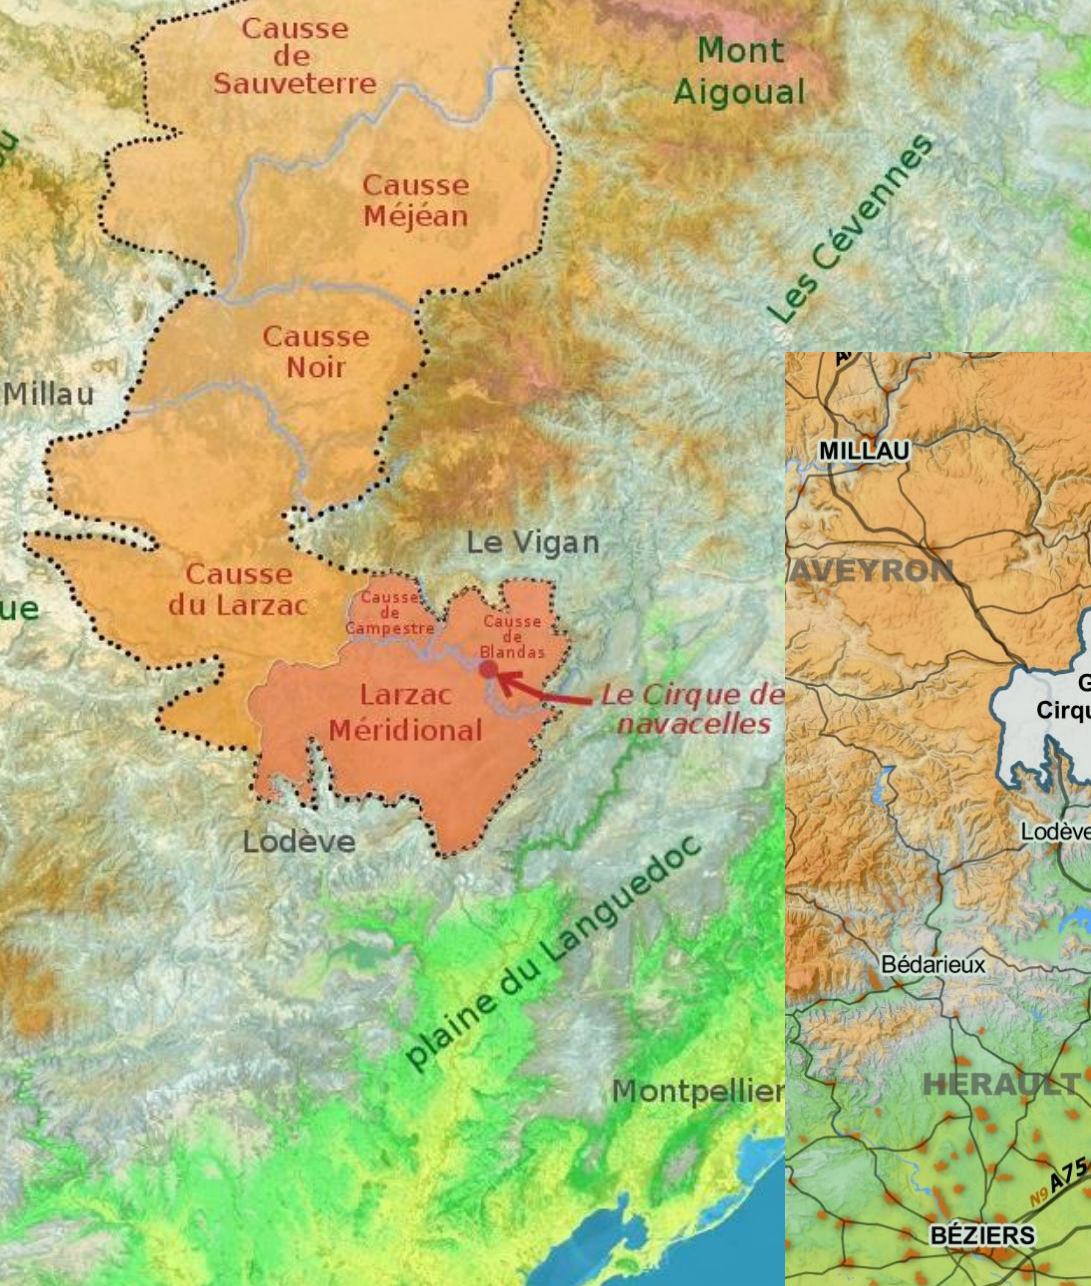 Causse
de
Sauveterre
Mont
Aigoual
Les Cévennes
Causse
Méjéan
Causse
Noir
Millau
Le Vigan
Causse
du Larzac
ue
Causse
de
Campestre
Causse
de
Blandas
Larzac
Méridional
Le Cirque de
navacelles
Lodève
plaine du Languedoc
Montpellier
MILLAU
AVEYRON
G
Cirqu
Lodève
Bédarieux
HERAULT
N9 A75
BÉZIERS